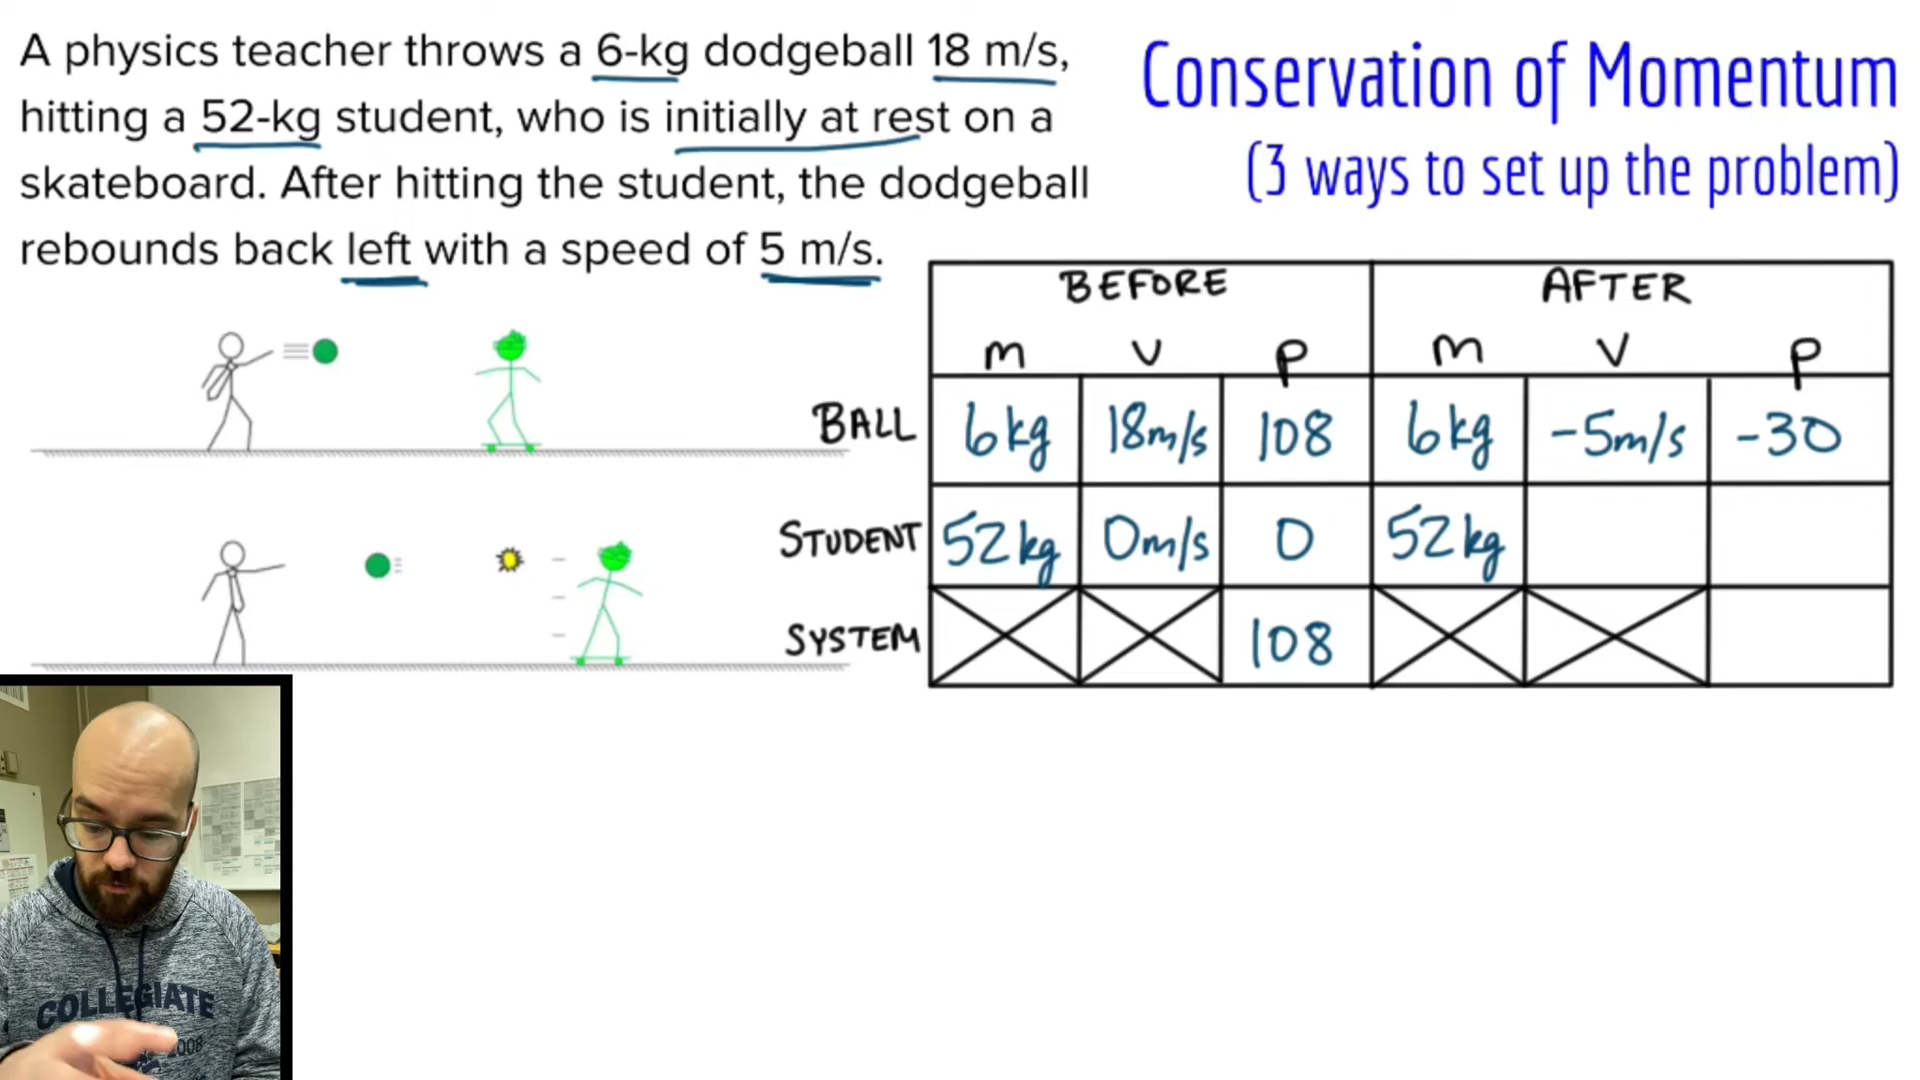 A physics teacher throws a 6-kg dodgeball 18 m/s,
hitting a 52-kg student, who is initially at rest on a
skateboard. After hitting the student, the dodgeball
rebounds back left with a speed of 5 m/s.
Conservation of Momentum
(3 ways to set up the problem)
BEFORE AFTER
m v p m v p
BALL 6kg 18m/s 108 6kg -5m/s -30
STUDENT 52kg 0m/s 0 52kg
SYSTEM 108
COLLEGIATE
2008